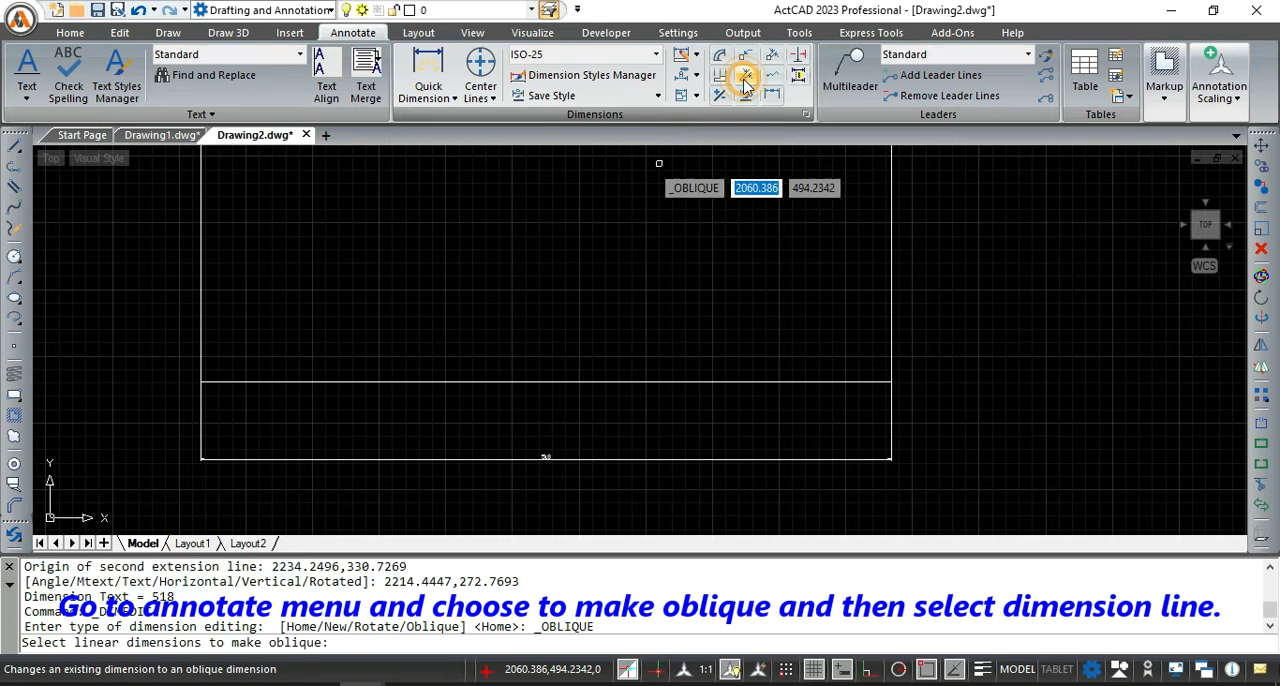 Drafting and Annotation
0
ActCAD 2023 Professional - [Drawing2.dwg*]
Home Edit Draw Draw 3D Insert Annotate Layout View Visualize Developer Settings Output Tools Express Tools Add-Ons Help
Text
ABC
Check Spelling
Text Styles Manager
Standard
Find and Replace
Text Align
Text Merge
Text
Quick Dimension
Center Lines
ISO-25
Dimension Styles Manager
Save Style
Dimensions
Multileader
Standard
Add Leader Lines
Remove Leader Lines
Leaders
Table
Tables
Markup
Annotation Scaling
Start Page Drawing1.dwg* Drawing2.dwg*
Top Visual Style
_OBLIQUE 2060.386 494.2342
TOP
WCS
Y
X
Model Layout1 Layout2
Origin of second extension line: 2234.2496,330.7269
[Angle/Mtext/Text/Horizontal/Vertical/Rotated]: 2214.4447,272.7693
Dimension Text = 518
Go to annotate menu and choose to make oblique and then select dimension line.
Enter type of dimension editing: [Home/New/Rotate/Oblique] <Home>: _OBLIQUE
Select linear dimensions to make oblique:
Changes an existing dimension to an oblique dimension
2060.386,494.2342,0
1:1
MODEL TABLET